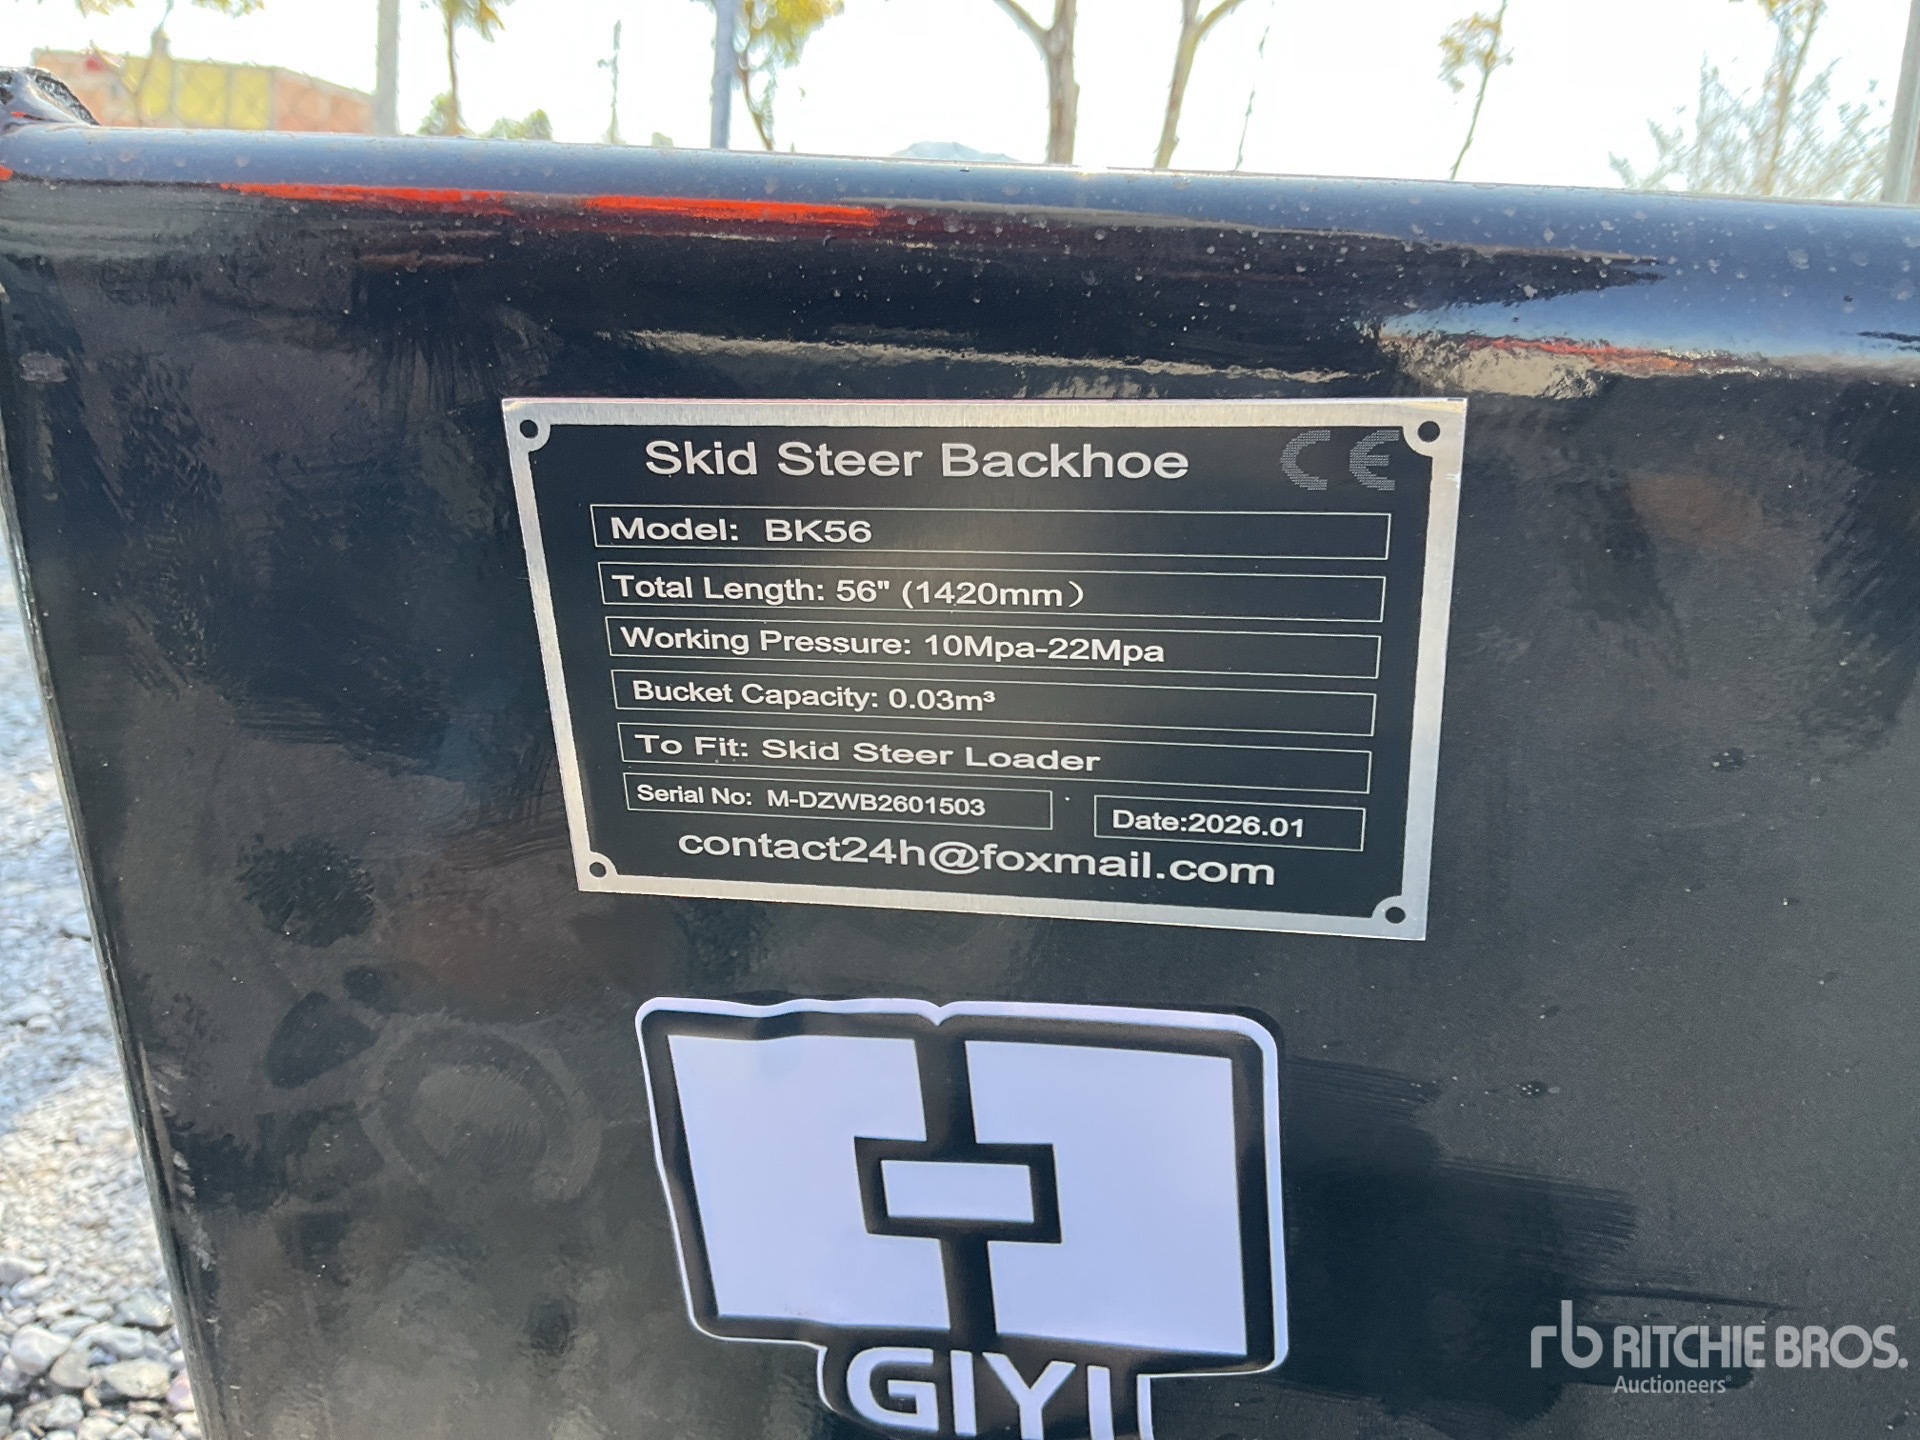 Skid Steer Backhoe CE
Model: BK56
Total Length: 56" (1420mm）
Working Pressure: 10Mpa-22Mpa
Bucket Capacity: 0.03m³
To Fit: Skid Steer Loader
Serial No: M-DZWB2601503
Date:2026.01
contact24h@foxmail.com
GIYI
rb RITCHIE BROS.
Auctioneers